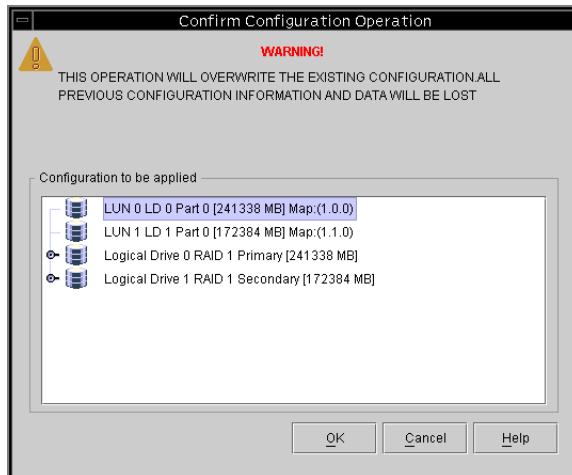 Confirm Configuration Operation
WARNING!
THIS OPERATION WILL OVERWRITE THE EXISTING CONFIGURATION.ALL
PREVIOUS CONFIGURATION INFORMATION AND DATA WILL BE LOST
Configuration to be applied
LUN 0 LD 0 Part 0 [241338 MB] Map:(1.0.0)
LUN 1 LD 1 Part 0 [172384 MB] Map:(1.1.0)
Logical Drive 0 RAID 1 Primary [241338 MB]
Logical Drive 1 RAID 1 Secondary [172384 MB]
OK Cancel Help